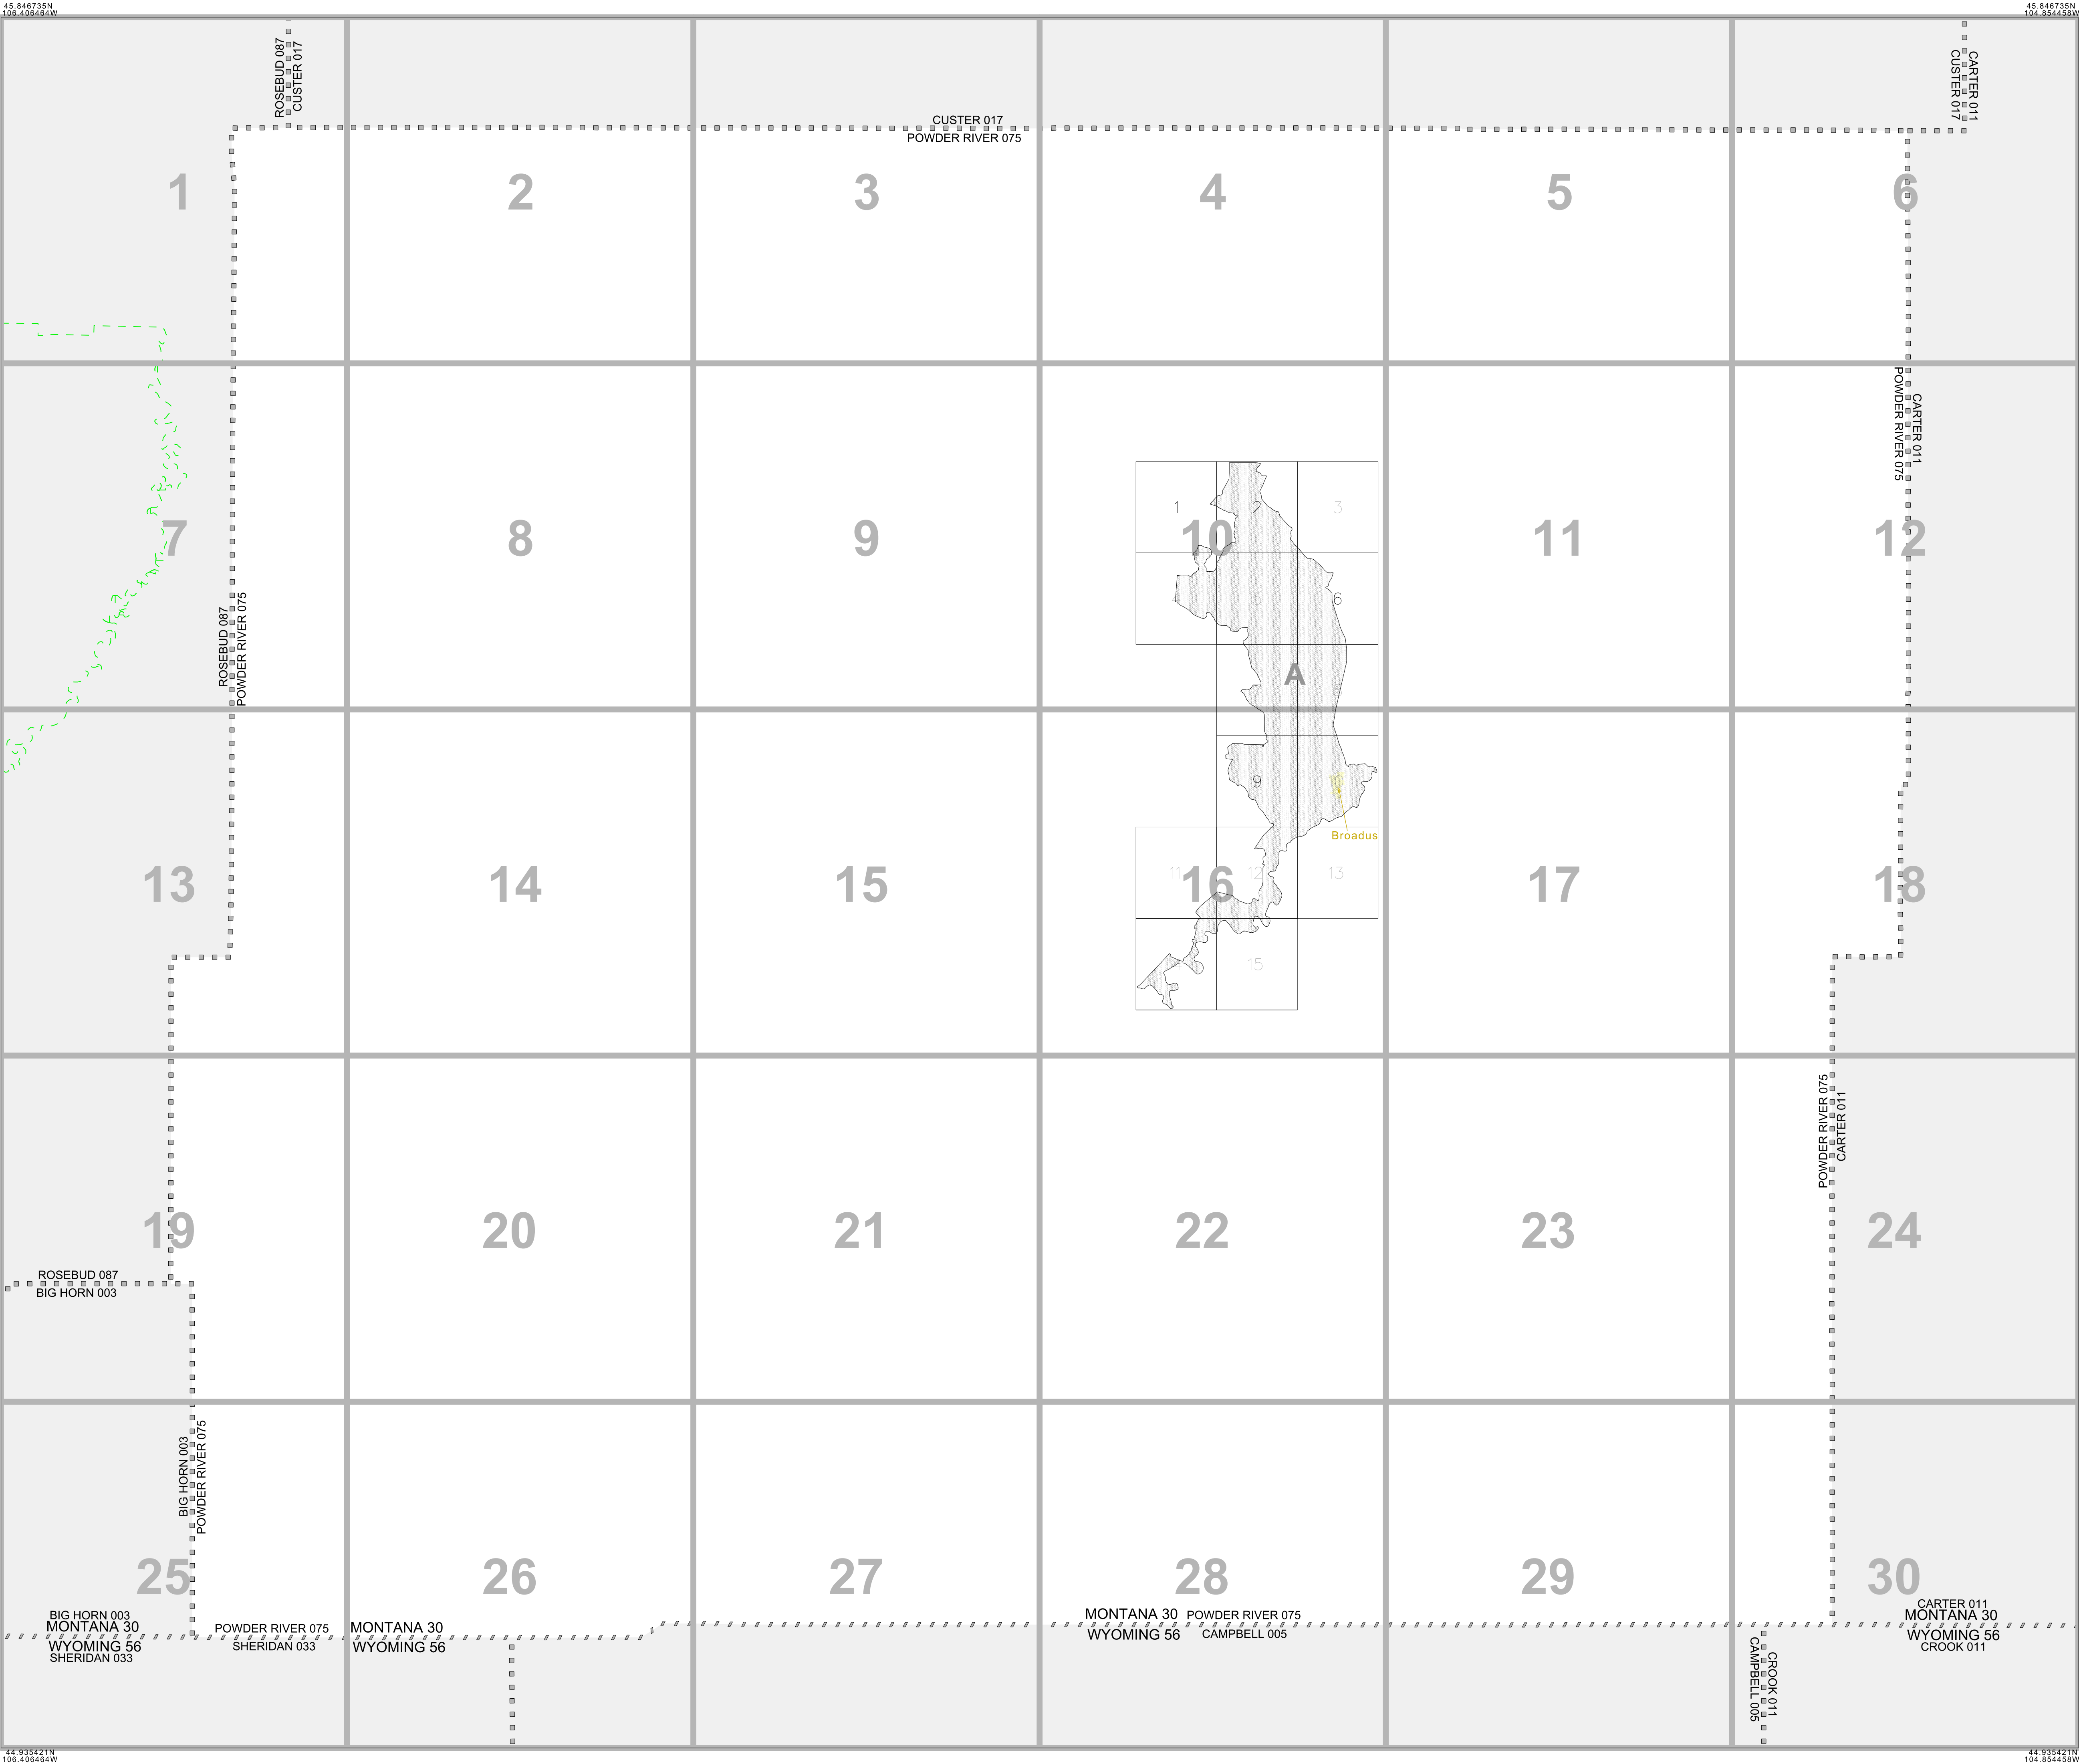 45.846735N
106.406464W
45.846735N
104.854458W
ROSEBUD 087
CUSTER 017
CARTER 011
CUSTER 017
CUSTER 017
POWDER RIVER 075
1
2
3
4
5
6
CARTER 011
POWDER RIVER 075
1
2
3
7
8
9
10
11
12
4
5
6
ROSEBUD 087
POWDER RIVER 075
A
7
8
9
10
Broadus
13
14
15
16
17
18
11
12
13
14
15
POWDER RIVER 075
CARTER 011
19
20
21
22
23
24
ROSEBUD 087
BIG HORN 003
BIG HORN 003
POWDER RIVER 075
25
26
27
28
29
30
BIG HORN 003
MONTANA 30
WYOMING 56
SHERIDAN 033
POWDER RIVER 075
SHERIDAN 033
MONTANA 30
WYOMING 56
MONTANA 30 POWDER RIVER 075
WYOMING 56 CAMPBELL 005
CARTER 011
MONTANA 30
WYOMING 56
CROOK 011
CROOK 011
CAMPBELL 005
44.935421N
106.406464W
44.935421N
104.854458W